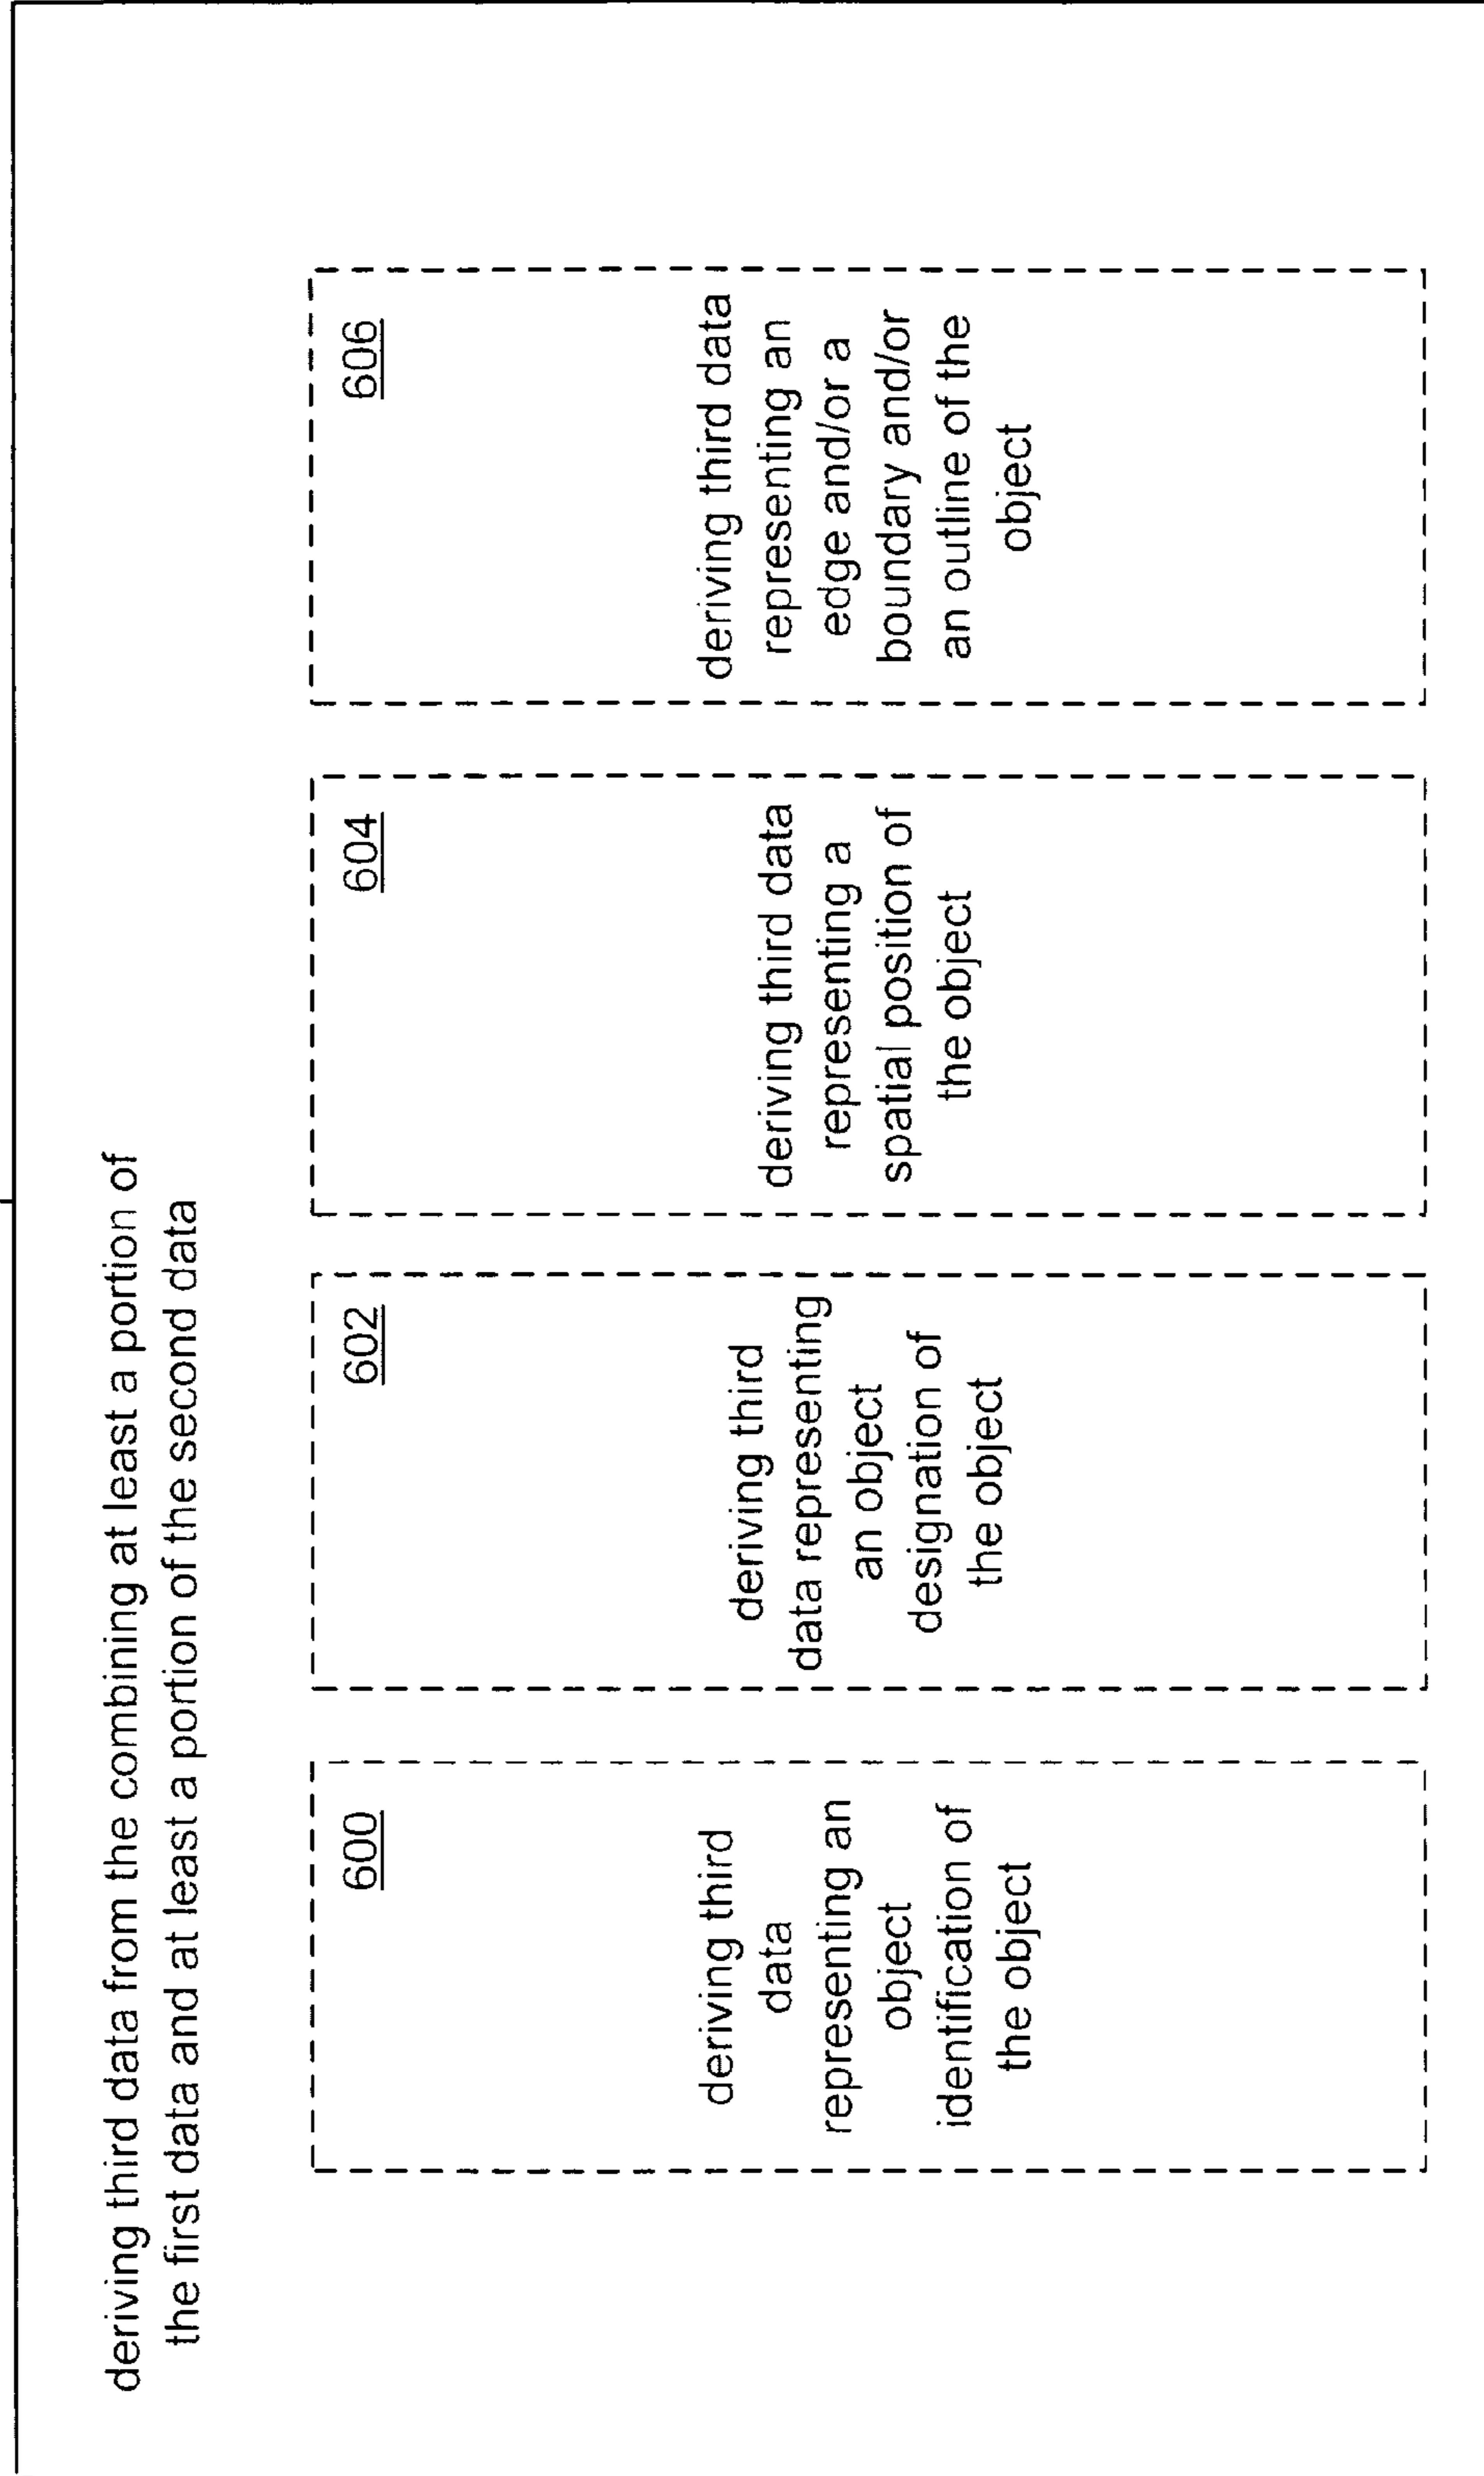 deriving third data from the combining at least a portion of
the first data and at least a portion of the second data
600
deriving third
data
representing an
object
identification of
the object
602
deriving third
data representing
an object
designation of
the object
604
deriving third data
representing a
spatial position of
the object
606
deriving third data
representing an
edge and/or a
boundary and/or
an outline of the
object